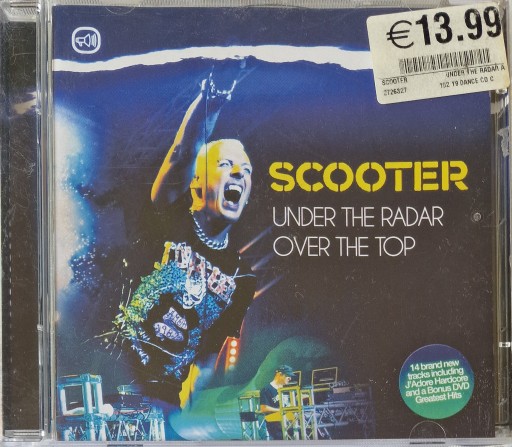 €13.99
SCOOTER
UNDER THE RADAR A
3726327
102 19 DANCE CD C
SCOOTER
UNDER THE RADAR
OVER THE TOP
14 brand new
tracks including
J'Adore Hardcore
and a Bonus DVD
Greatest Hits